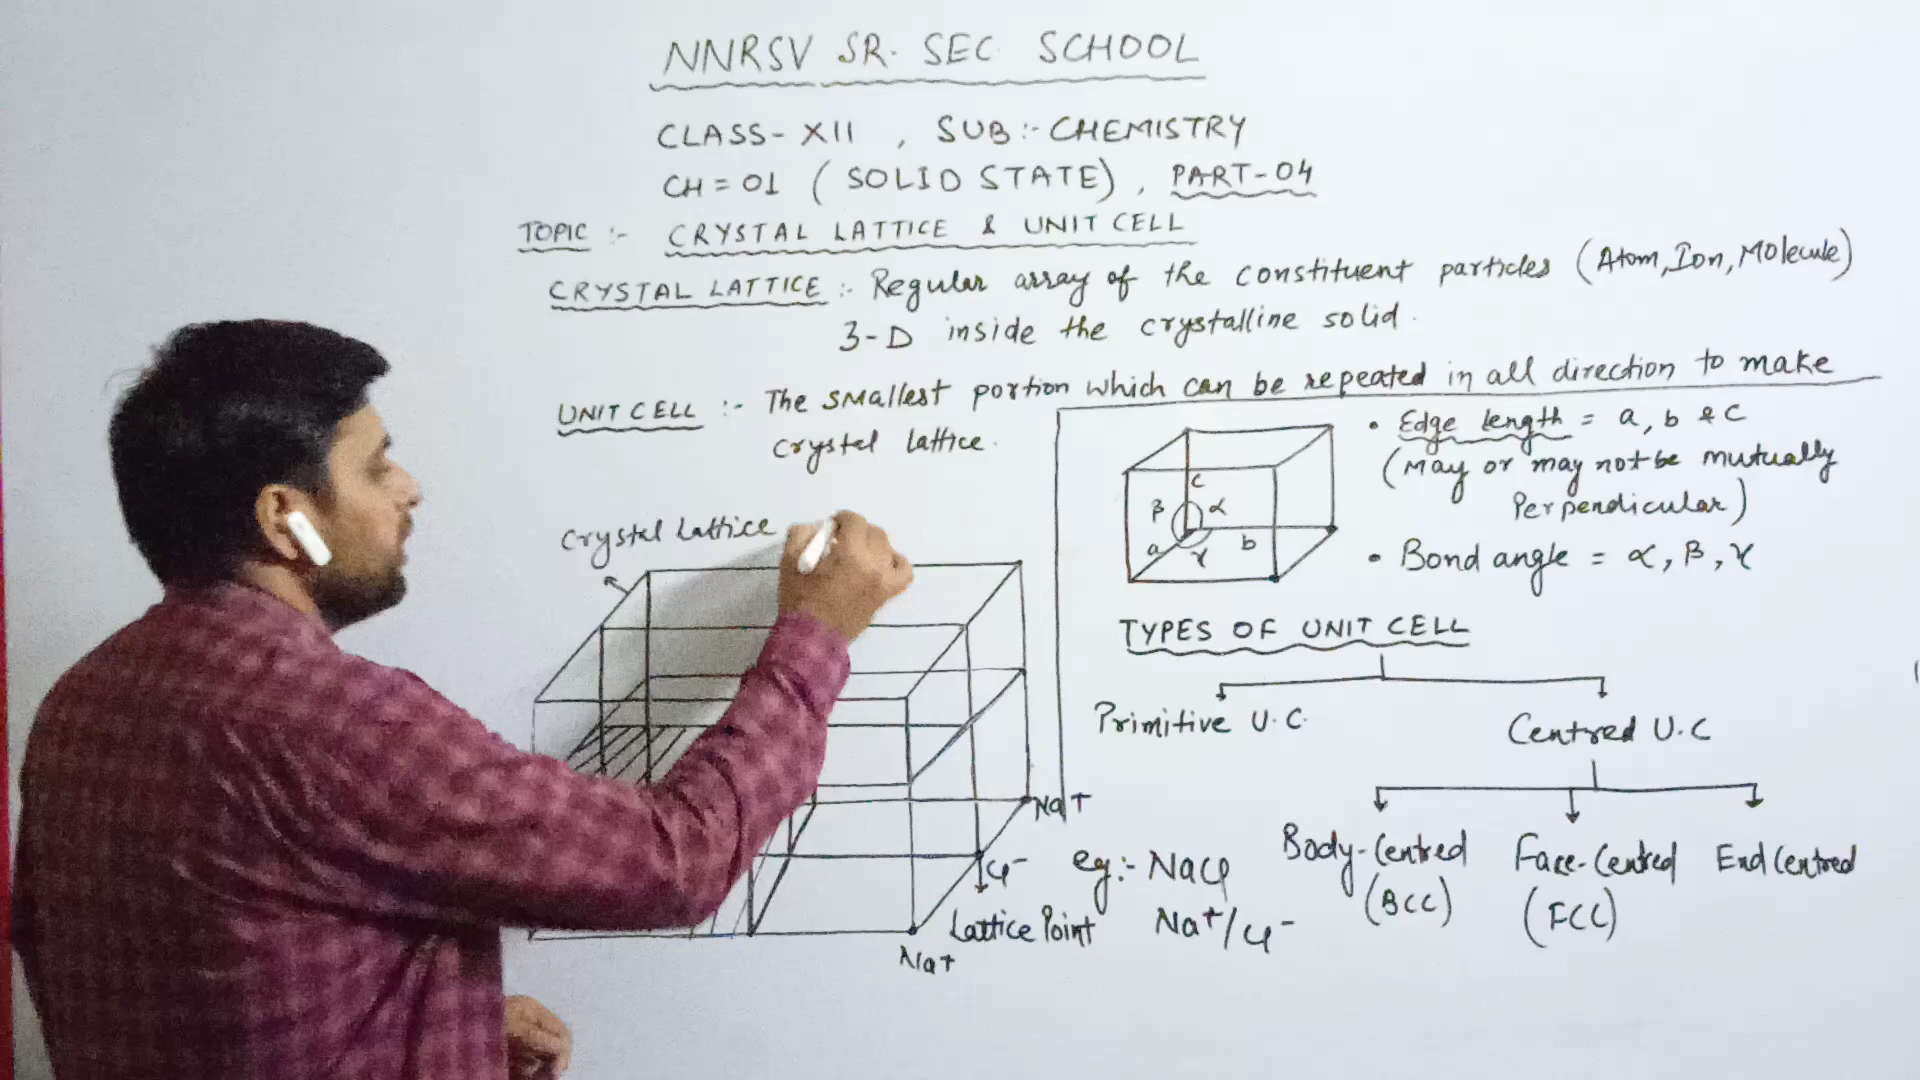 NNRSV SR. SEC SCHOOL
CLASS- XII , SUB:- CHEMISTRY
CH = 01 (SOLID STATE), PART-04
TOPIC :- CRYSTAL LATTICE & UNIT CELL
CRYSTAL LATTICE :- Regular array of the constituent particles (Atom, Ion, Molecule)
3-D inside the crystalline solid.
UNIT CELL :- The smallest portion which can be repeated in all direction to make
crystal lattice.
• Edge length = a, b & c
(May or may not be mutually
Perpendicular)
• Bond angle = α, β, γ
c
β α
a γ b
Crystal Lattice
TYPES OF UNIT CELL
Primitive U.C.
Centred U.C
Body-Centred
(BCC)
Face-Centred
(FCC)
End Centred
Na+
Cl-
Lattice Point
Na+
eg:- NaCl
Na+/Cl-